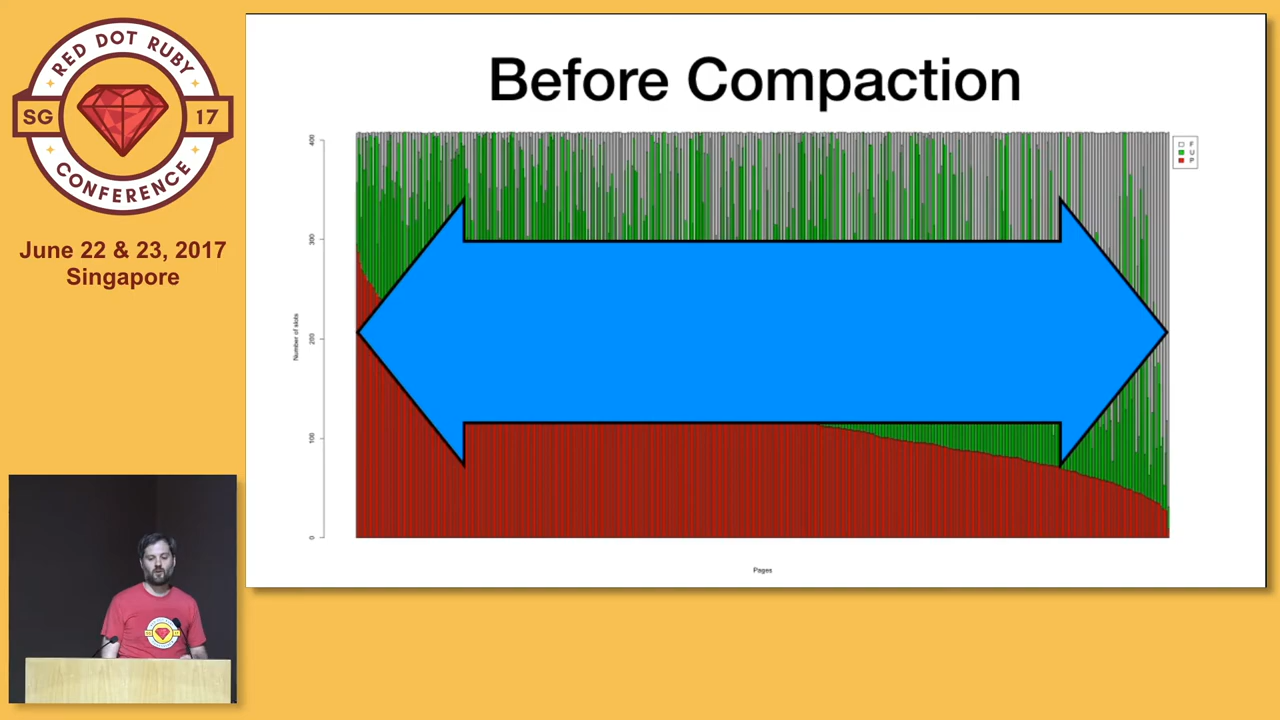 RED DOT RUBY
SG 17
CONFERENCE
June 22 & 23, 2017
Singapore
Before Compaction
400
300
200
100
0
Number of slots
Pages
F
U
P